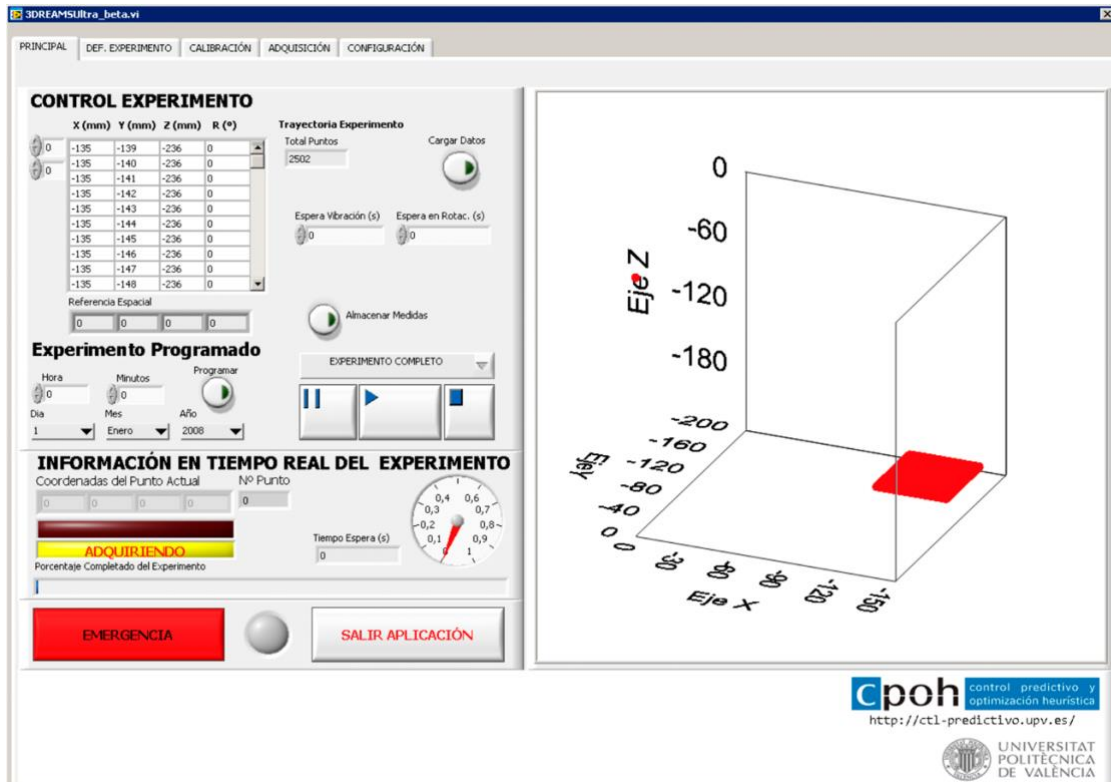 3DREAMSUltra_beta.vi
PRINCIPAL DEF. EXPERIMENTO CALIBRACIÓN ADQUISICIÓN CONFIGURACIÓN
CONTROL EXPERIMENTO
X (mm) Y (mm) Z (mm) R (º)
0 -135 -139 -236 0
0 -135 -140 -236 0
-135 -141 -236 0
-135 -142 -236 0
-135 -143 -236 0
-135 -144 -236 0
-135 -145 -236 0
-135 -146 -236 0
-135 -147 -236 0
-135 -148 -236 0
Referencia Espacial
0 0 0 0
Trayectoria Experimento
Total Puntos
2502
Cargar Datos
Espera Vibración (s) Espera en Rotac. (s)
0 0
Almacenar Medidas
Experimento Programado
Hora Minutos Programar
0 0
Dia Mes Año
1 Enero 2008
EXPERIMENTO COMPLETO
INFORMACIÓN EN TIEMPO REAL DEL EXPERIMENTO
Coordenadas del Punto Actual Nº Punto
0 0 0 0 0
ADQUIRIENDO
Tiempo Espera (s)
0
0 0,1 0,2 0,3 0,4 0,6 0,7 0,8 0,9 1
Porcentaje Completado del Experimento
EMERGENCIA
SALIR APLICACIÓN
0
-60
-120
-180
Eje Z
-200
-160
-120
-80
-40
0
EjeY
0 -30 -60 -90 -120 -150
Eje X
cpoh control predictivo y
optimización heurística
http://ctl-predictivo.upv.es/
UNIVERSITAT
POLITÈCNICA
DE VALÈNCIA